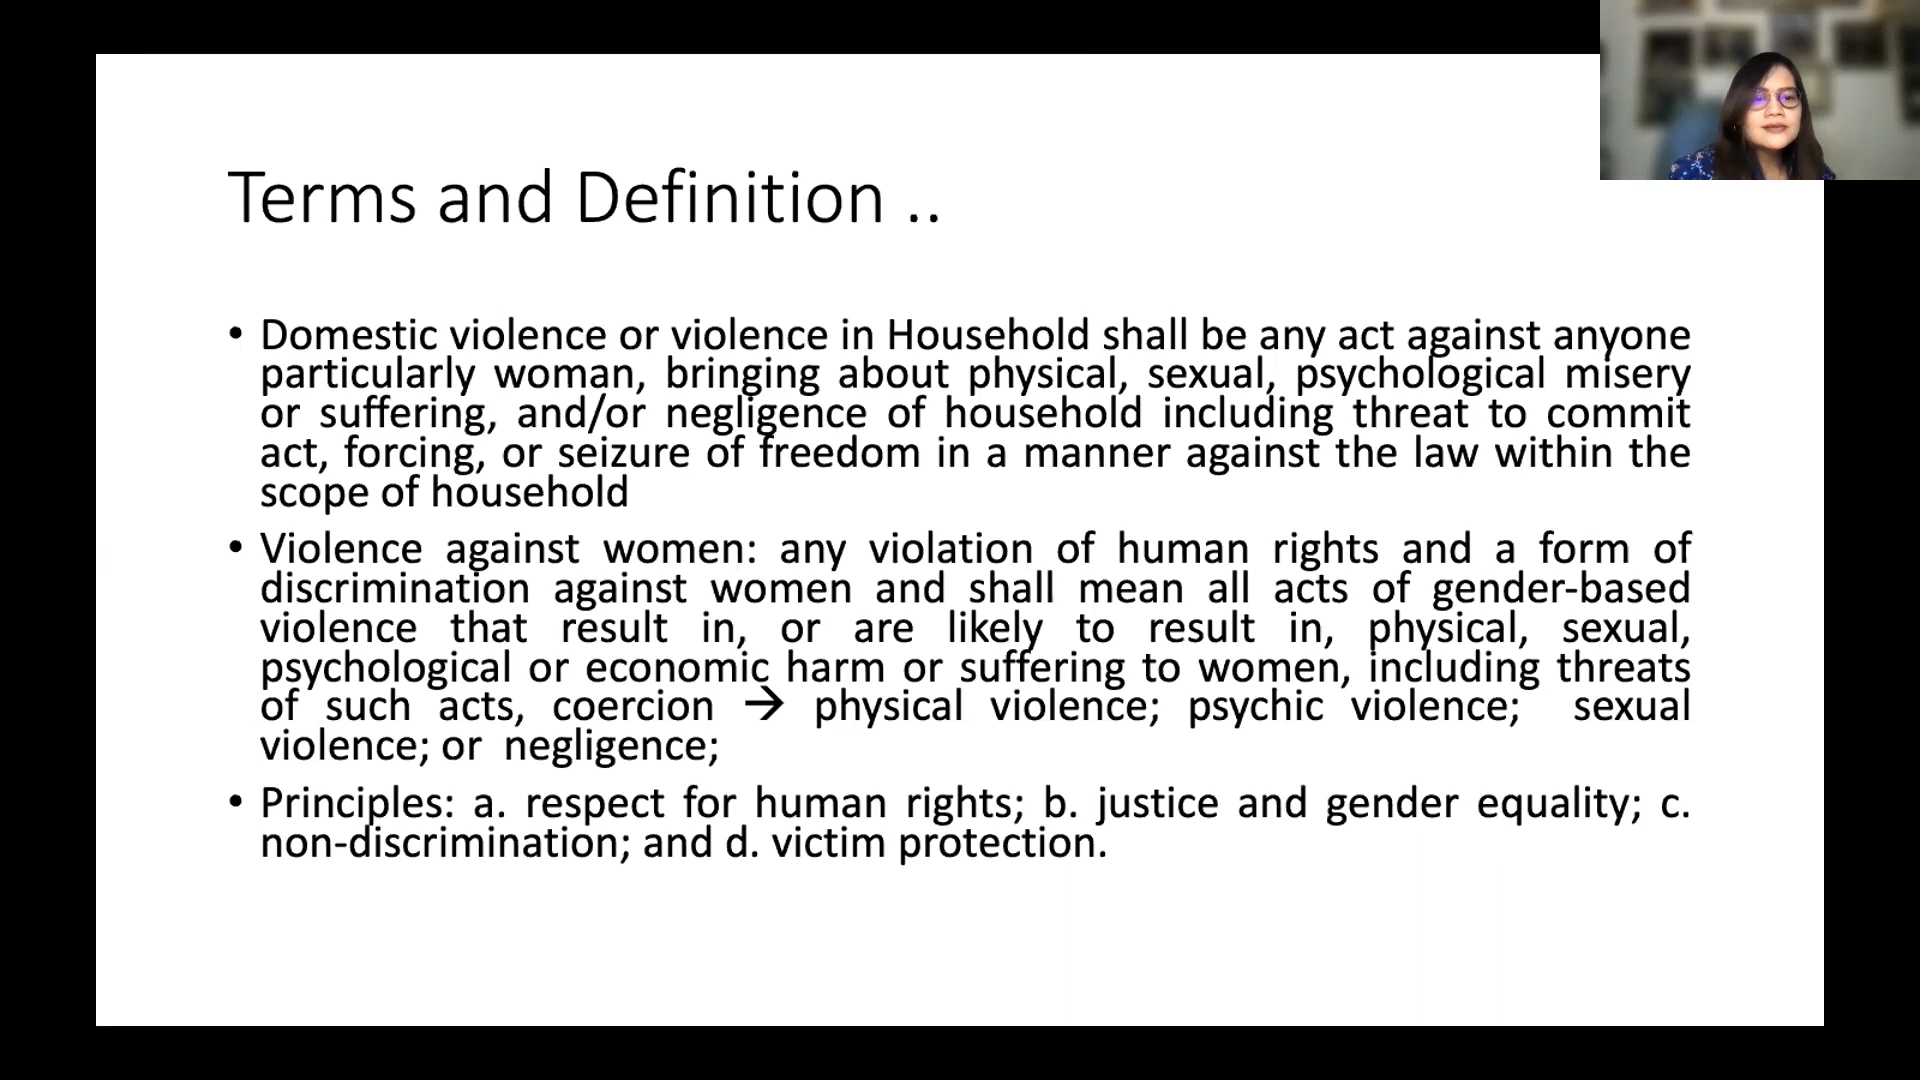 Terms and Definition ..
• Domestic violence or violence in Household shall be any act against anyone
particularly woman, bringing about physical, sexual, psychological misery
or suffering, and/or negligence of household including threat to commit
act, forcing, or seizure of freedom in a manner against the law within the
scope of household
• Violence against women: any violation of human rights and a form of
discrimination against women and shall mean all acts of gender-based
violence that result in, or are likely to result in, physical, sexual,
psychological or economic harm or suffering to women, including threats
of such acts, coercion → physical violence; psychic violence; sexual
violence; or negligence;
• Principles: a. respect for human rights; b. justice and gender equality; c.
non-discrimination; and d. victim protection.